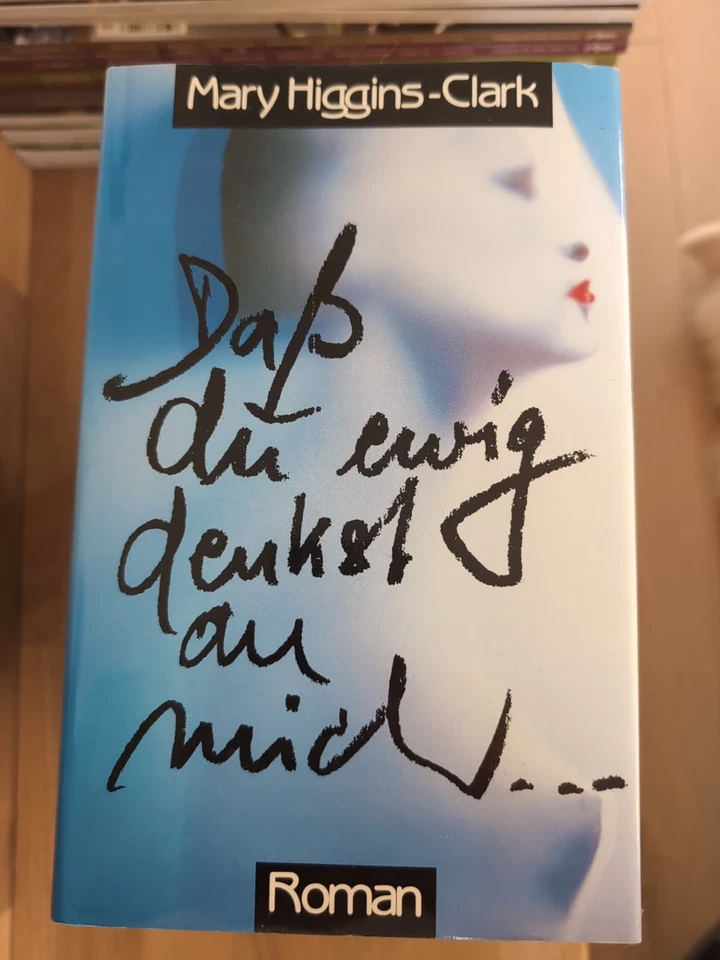 Mary Higgins-Clark
Daß
du ewig
denkst
an
mich...
Roman